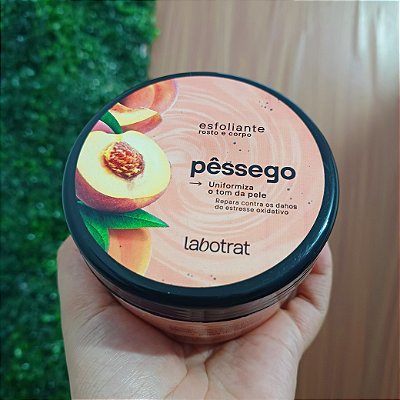 esfoliante
rosto e corpo
pêssego
→ Uniformiza
o tom da pele
Repara contra os danos
do estresse oxidativo
labotrat